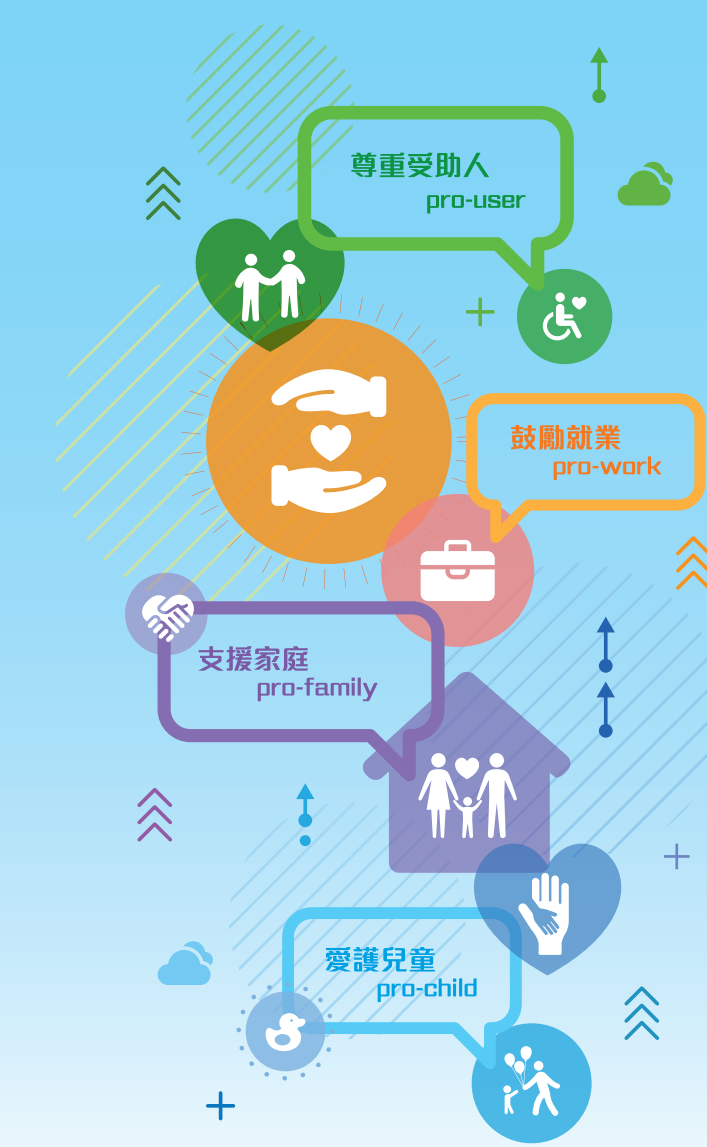 尊重受助人
pro-user
鼓勵就業
pro-work
支援家庭
pro-family
愛護兒童
pro-child